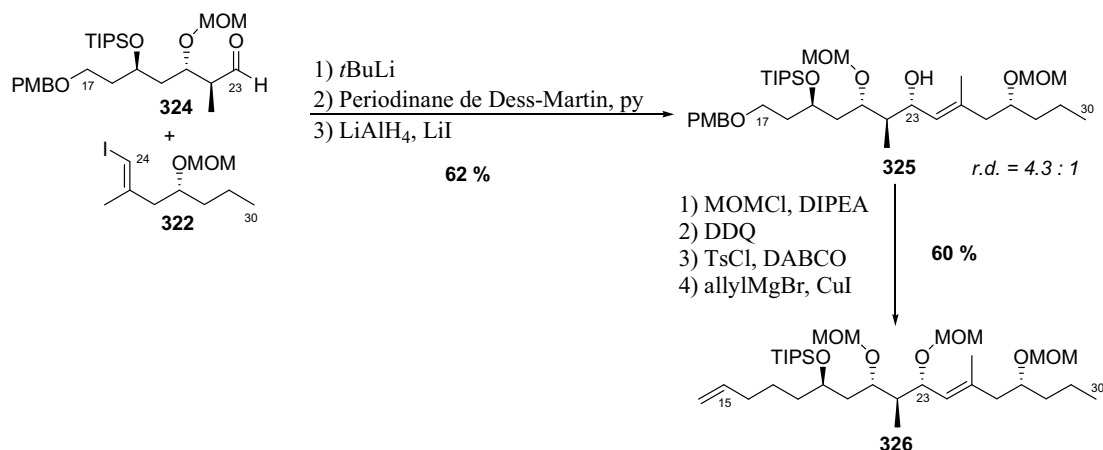 MOM
TIPSO O O
PMBO 17 23 H
324
+
I 24 OMOM
30
322
1) tBuLi
2) Periodinane de Dess-Martin, py
3) LiAlH4, LiI
62 %
MOM
TIPSO O OH OMOM
PMBO 17 23 30
325 r.d. = 4.3 : 1
1) MOMCl, DIPEA
2) DDQ
3) TsCl, DABCO
4) allylMgBr, CuI
60 %
MOM MOM
TIPSO O O OMOM
15 23 30
326